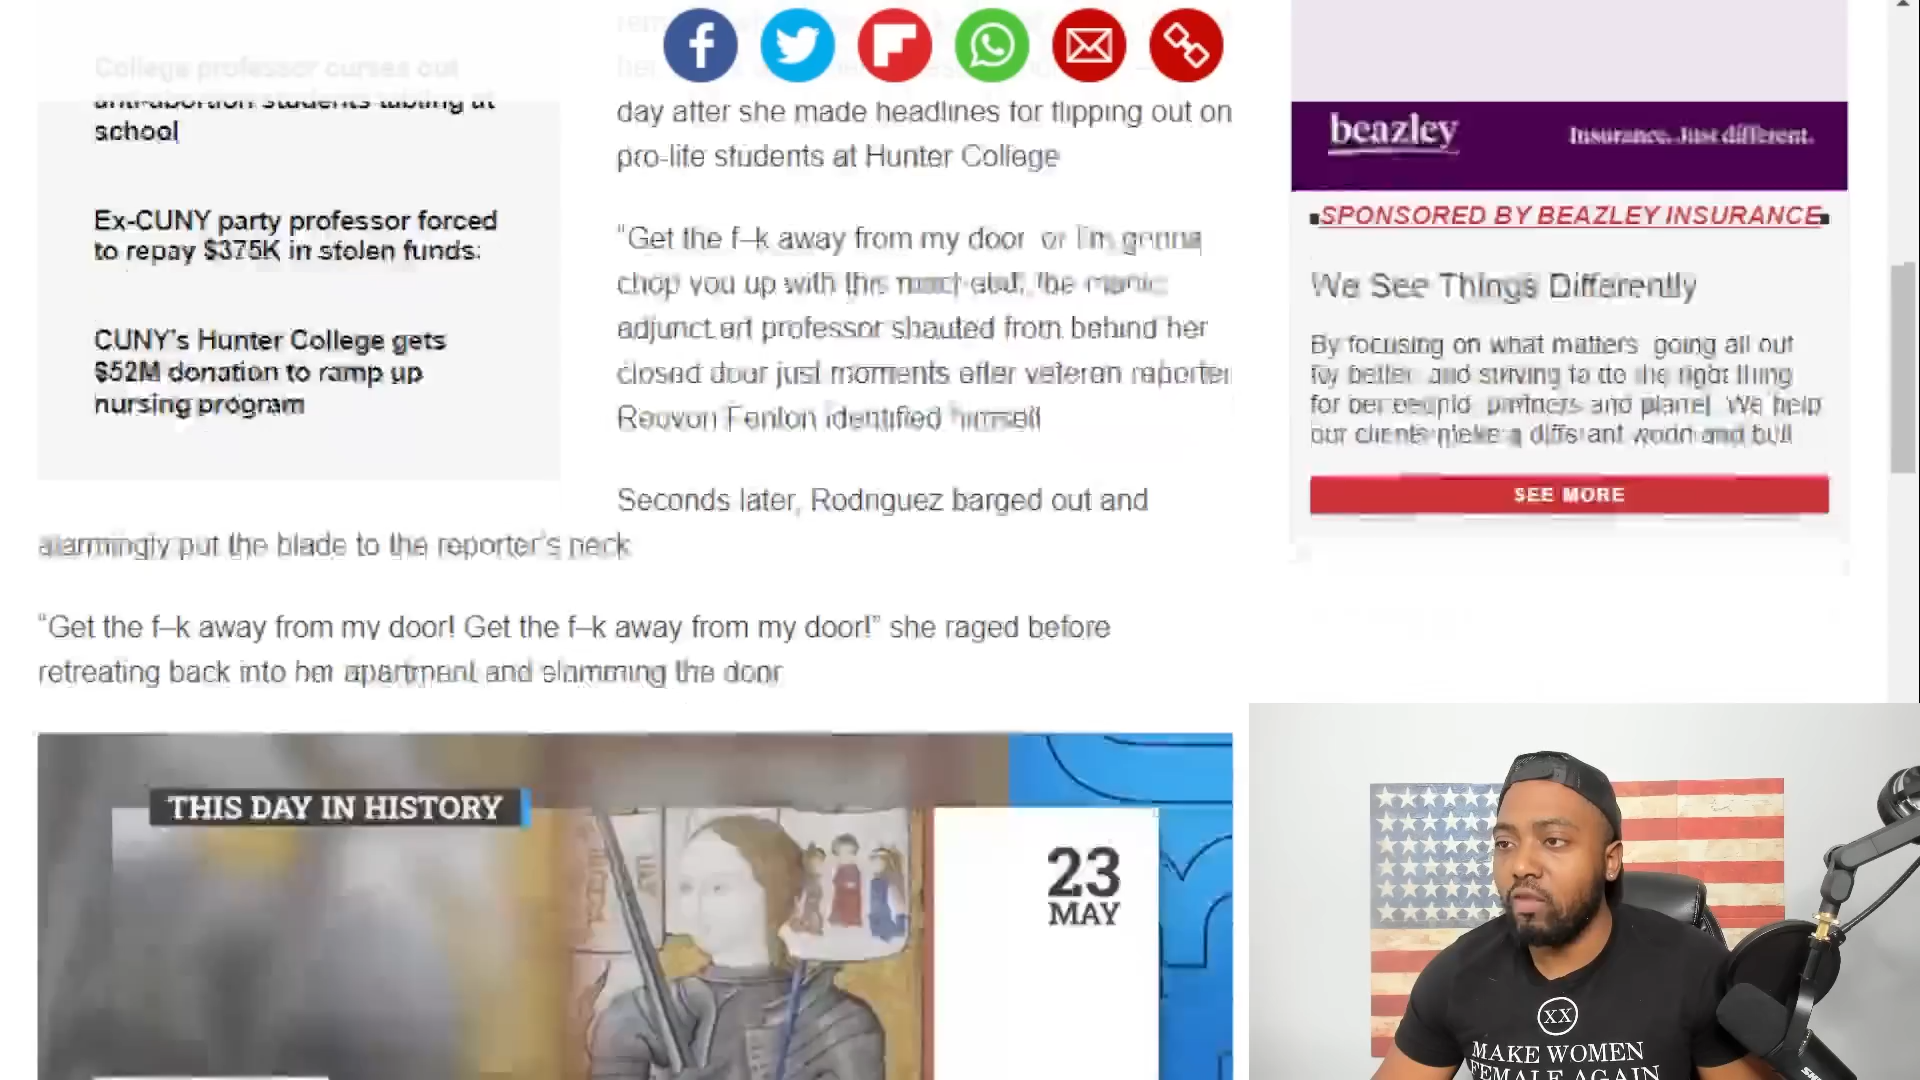 College professor curses out
anti-abortion students tabling at
school
Ex-CUNY party professor forced
to repay $375K in stolen funds:
CUNY's Hunter College gets
$52M donation to ramp up
nursing program
day after she made headlines for flipping out on
pro-life students at Hunter College
“Get the f–k away from my door or I'm gonna
chop you up with this the manic
adjunct art professor shouted from behind her
closed door just moments after veteran reporter
Reuven Fenton identified himself
Seconds later, Rodriguez barged out and
alarmingly put the blade to the reporter's neck
“Get the f–k away from my door! Get the f–k away from my door!” she raged before
retreating back into her apartment and slamming the door
THIS DAY IN HISTORY
23
MAY
beazley
Insurance. Just different.
SPONSORED BY BEAZLEY INSURANCE
We See Things Differently
By focusing on what matters going all out
for better and striving to do the right thing
for our people, partners and planet. We help
our clients make a different world and
SEE MORE
XX
MAKE WOMEN
FEMALE AGAIN